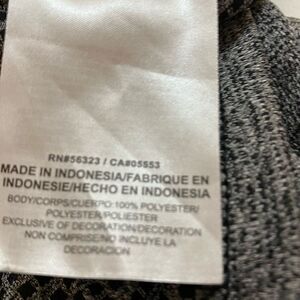 RN#56323 / CA#05553
MADE IN INDONESIA/FABRIQUE EN
INDONESIE/HECHO EN INDONESIA
BODY/CORPS/CUERPO:100% POLYESTER/
POLYESTER/POLIESTER
EXCLUSIVE OF DECORATION/DECORATION
NON COMPRISE/NO INCLUYE LA
DECORACION